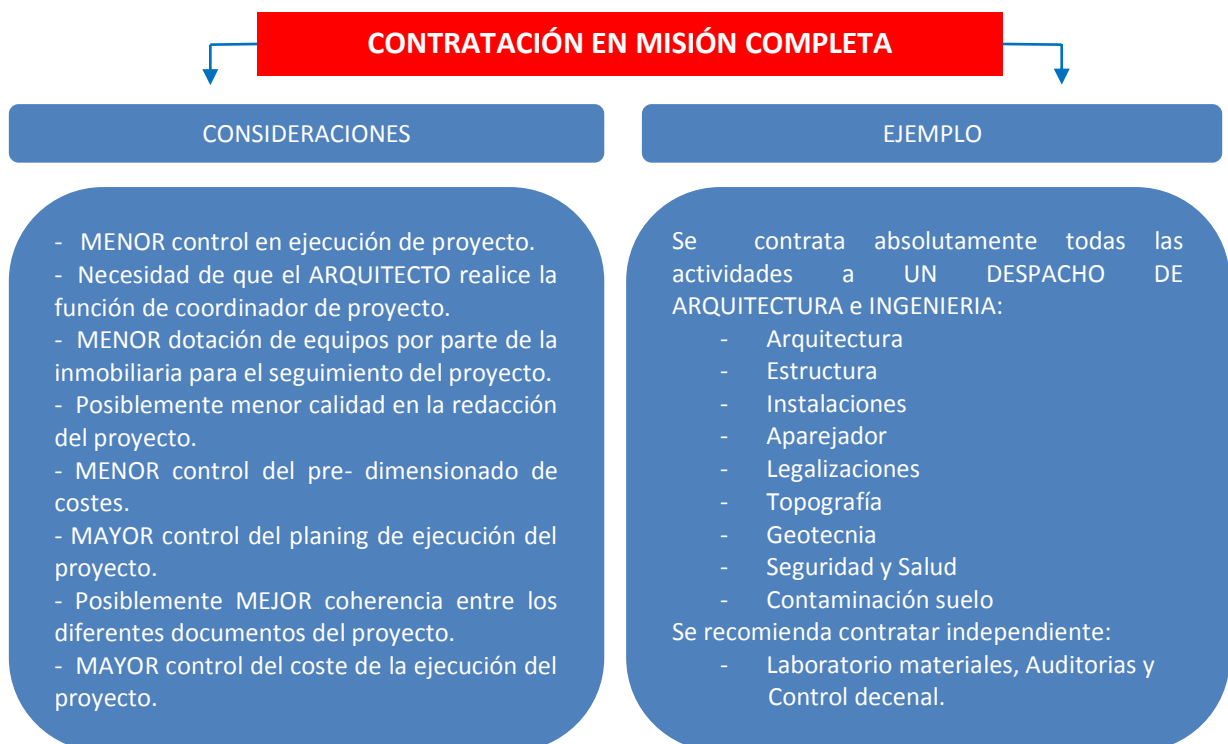 CONTRATACIÓN EN MISIÓN COMPLETA
CONSIDERACIONES
- MENOR control en ejecución de proyecto.
- Necesidad de que el ARQUITECTO realice la
función de coordinador de proyecto.
- MENOR dotación de equipos por parte de la
inmobiliaria para el seguimiento del proyecto.
- Posiblemente menor calidad en la redacción
del proyecto.
- MENOR control del pre- dimensionado de
costes.
- MAYOR control del planing de ejecución del
proyecto.
- Posiblemente MEJOR coherencia entre los
diferentes documentos del proyecto.
- MAYOR control del coste de la ejecución del
proyecto.
EJEMPLO
Se contrata absolutamente todas las
actividades a UN DESPACHO DE
ARQUITECTURA e INGENIERIA:
- Arquitectura
- Estructura
- Instalaciones
- Aparejador
- Legalizaciones
- Topografía
- Geotecnia
- Seguridad y Salud
- Contaminación suelo
Se recomienda contratar independiente:
- Laboratorio materiales, Auditorias y
Control decenal.